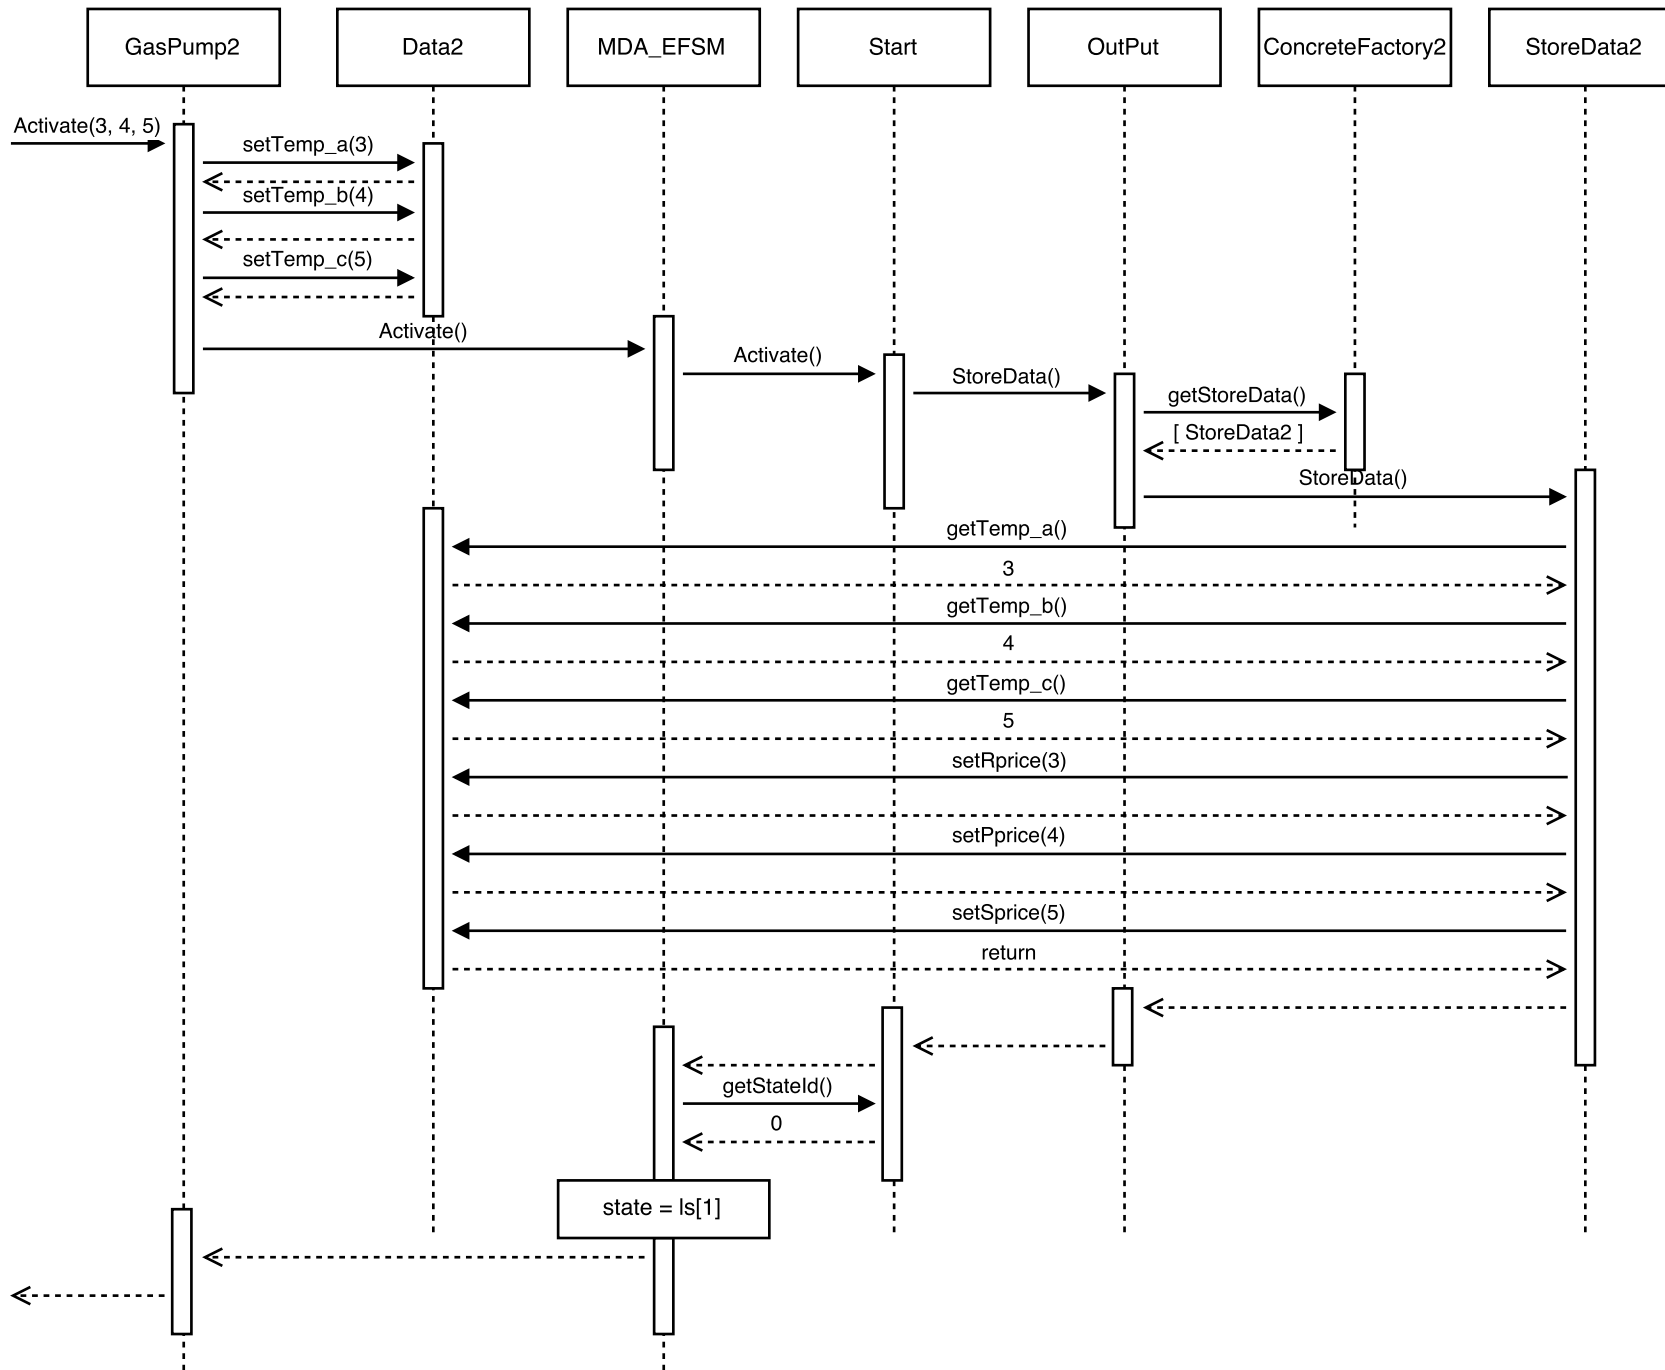 GasPump2
Data2
MDA_EFSM
Start
OutPut
ConcreteFactory2
StoreData2
Activate(3, 4, 5)
setTemp_a(3)
setTemp_b(4)
setTemp_c(5)
Activate()
Activate()
StoreData()
getStoreData()
[ StoreData2 ]
StoreData()
getTemp_a()
3
getTemp_b()
4
getTemp_c()
5
setRprice(3)
setPprice(4)
setSprice(5)
return
getStateId()
0
state = ls[1]